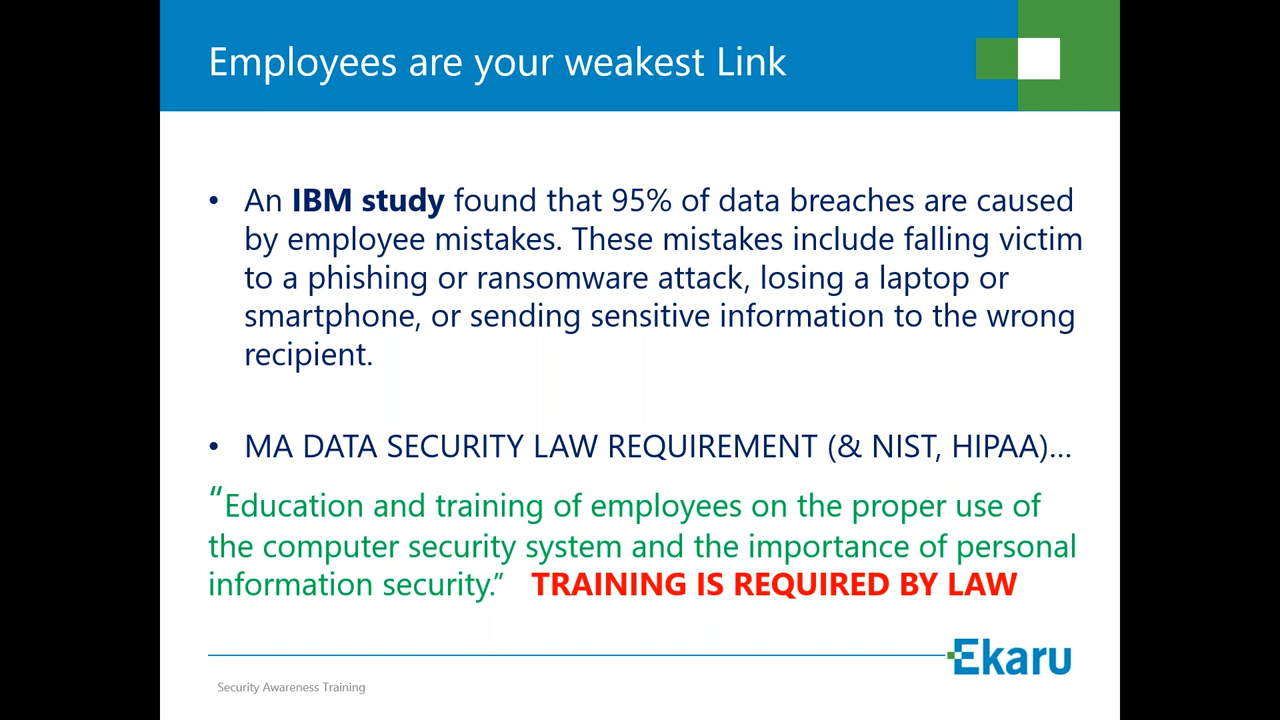 Employees are your weakest Link
• An IBM study found that 95% of data breaches are caused
by employee mistakes. These mistakes include falling victim
to a phishing or ransomware attack, losing a laptop or
smartphone, or sending sensitive information to the wrong
recipient.
• MA DATA SECURITY LAW REQUIREMENT (& NIST, HIPAA)...
“Education and training of employees on the proper use of
the computer security system and the importance of personal
information security.” TRAINING IS REQUIRED BY LAW
Ekaru
Security Awareness Training